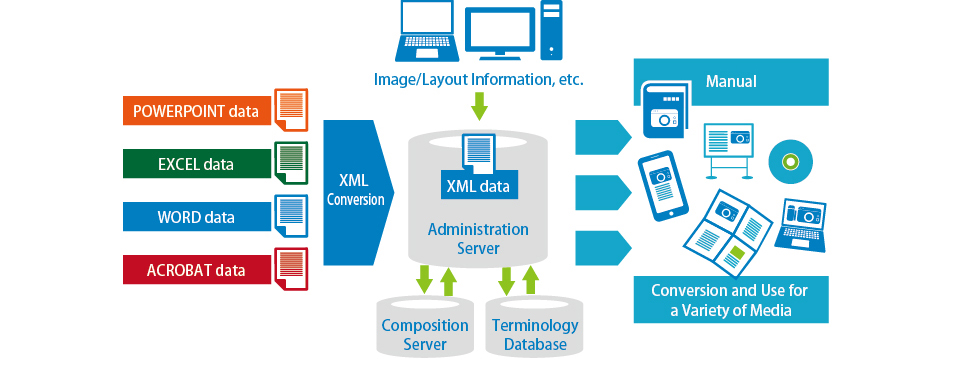 Image/Layout Information, etc.
POWERPOINT data
EXCEL data
WORD data
ACROBAT data
XML
Conversion
XML data
Administration
Server
Composition
Server
Terminology
Database
Manual
Conversion and Use for
a Variety of Media